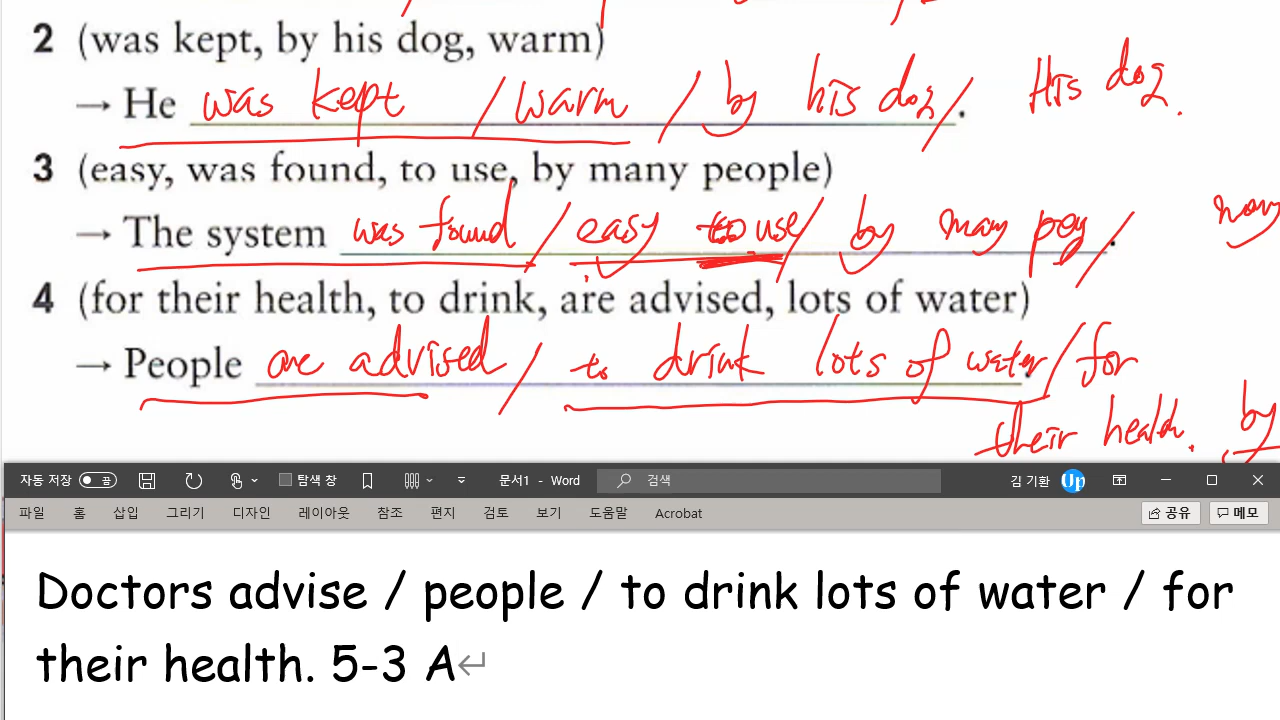 2 (was kept, by his dog, warm)
→ He was kept / warm / by his dog / . His dog.
3 (easy, was found, to use, by many people)
→ The system was found / easy to use / by many / .
4 (for their health, to drink, are advised, lots of water)
→ People are advised / to drink lots of water / for
their health. by
자동 저장 끔 탐색 창 문서1 - Word 검색 김 기환 Up
파일 홈 삽입 그리기 디자인 레이아웃 참조 편지 검토 보기 도움말 Acrobat 공유 메모
Doctors advise / people / to drink lots of water / for
their health. 5-3 A